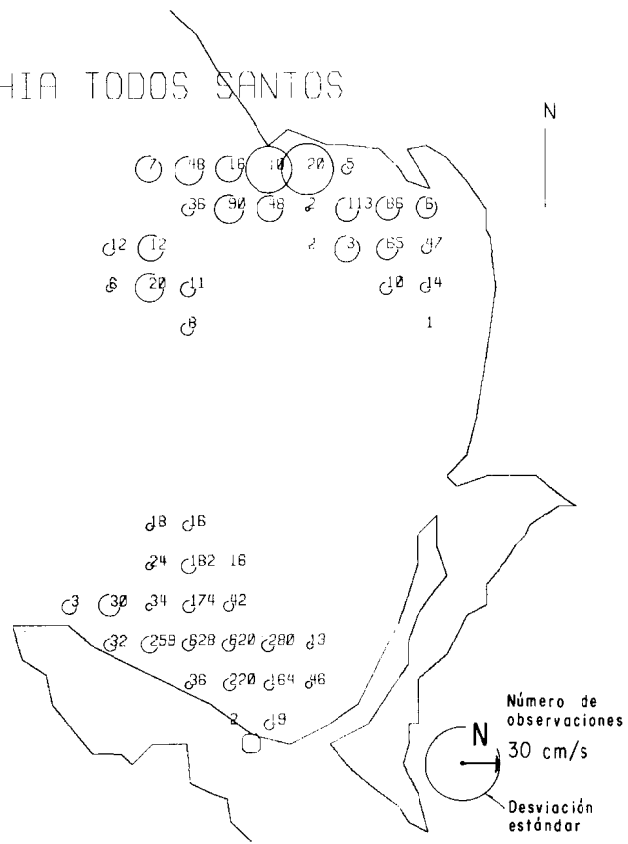 HIA TODOS SANTOS
N
7 48 16 10 20 5
36 90 48 2 113 86 6
12 12 2 3 65 47
6 20 11 10 14
8 1
18 16
24 182 16
3 30 34 174 42
32 259 628 620 280 13
36 220 164 46
2 19
Número de
observaciones
N
30 cm/s
Desviación
estándar